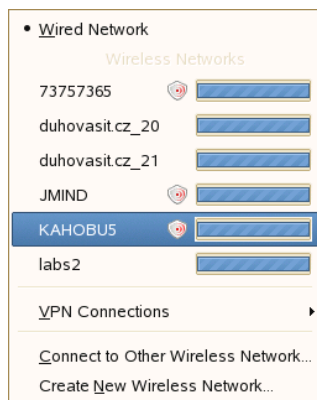 Wired Network
Wireless Networks
73757365
duhovasit.cz_20
duhovasit.cz_21
JMIND
KAHOBU5
labs2
VPN Connections
Connect to Other Wireless Network...
Create New Wireless Network...